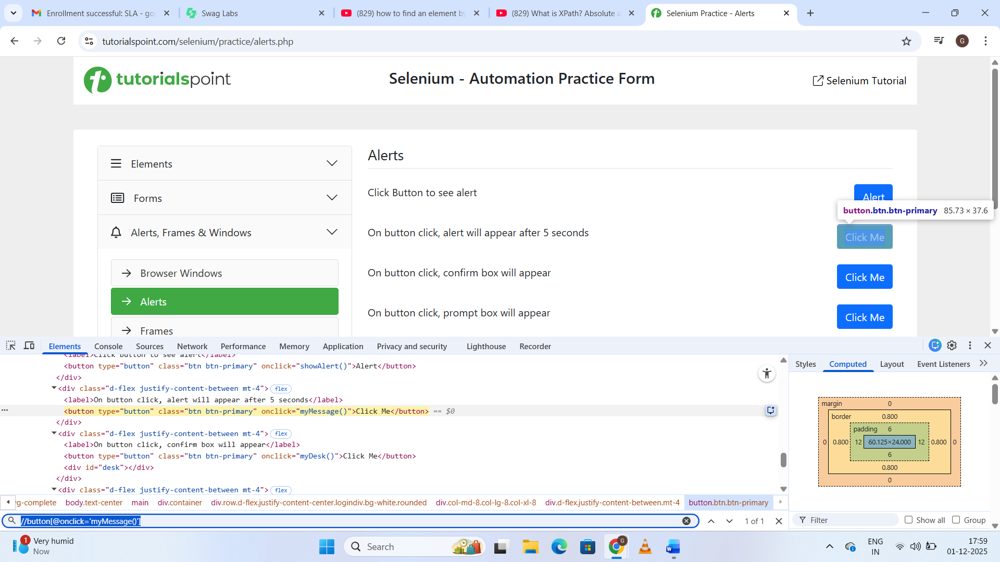 Enrollment successful: SLA - go
Swag Labs
(829) how to find an element by
(829) What is XPath? Absolute a
Selenium Practice - Alerts
tutorialspoint.com/selenium/practice/alerts.php
G
tutorialspoint
Selenium - Automation Practice Form
Selenium Tutorial
Elements
Forms
Alerts, Frames & Windows
Browser Windows
Alerts
Frames
Alerts
Click Button to see alert
Alert
button.btn.btn-primary 85.73 × 37.6
On button click, alert will appear after 5 seconds
Click Me
On button click, confirm box will appear
Click Me
On button click, prompt box will appear
Click Me
Elements Console Sources Network Performance Memory Application Privacy and security Lighthouse Recorder
<label>Click Button to see alert</label>
<button type="button" class="btn btn-primary" onclick="showAlert()">Alert</button>
</div>
<div class="d-flex justify-content-between mt-4"> flex
<label>On button click, alert will appear after 5 seconds</label>
<button type="button" class="btn btn-primary" onclick="myMessage()">Click Me</button> == $0
</div>
<div class="d-flex justify-content-between mt-4"> flex
<label>On button click, confirm box will appear</label>
<button type="button" class="btn btn-primary" onclick="myDesk()">Click Me</button>
<div id="desk"></div>
</div>
<div class="d-flex justify-content-between mt-4"> flex
Styles Computed Layout Event Listeners
margin 0
border 0.800
padding 6
0 0.800 12 60.125×24.000 12 0.800 0
6
0.800
0
vg-complete body.text-center main div.container div.row.d-flex.justify-content-center.logindiv.bg-white.rounded div.col-md-8.col-lg-8.col-xl-8 div.d-flex.justify-content-between.mt-4 button.btn.btn-primary
//button[@onclick='myMessage()']
1 of 1
Filter Show all Group
1
Very humid
Now
Search
G
W
ENG
IN
17:59
01-12-2025